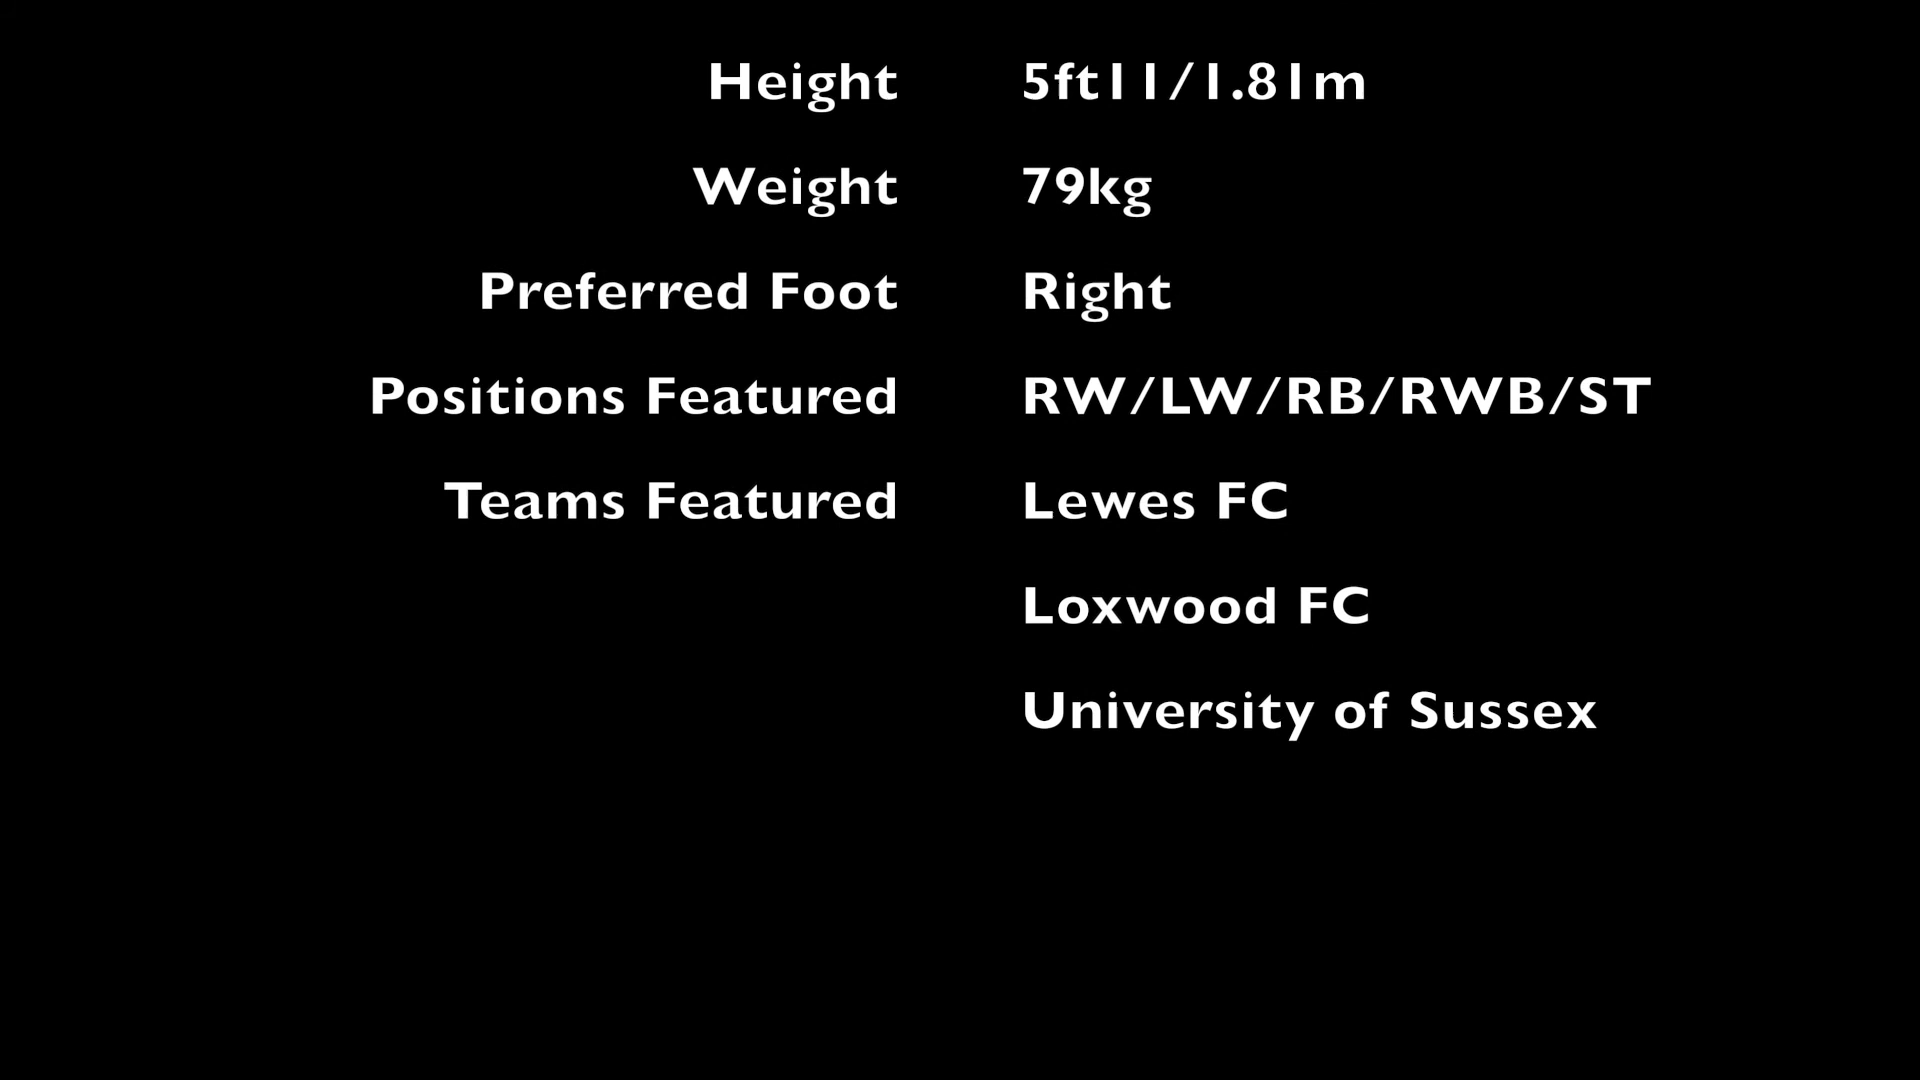 Height 5ft11/1.81m
Weight 79kg
Preferred Foot Right
Positions Featured RW/LW/RB/RWB/ST
Teams Featured Lewes FC
Loxwood FC
University of Sussex